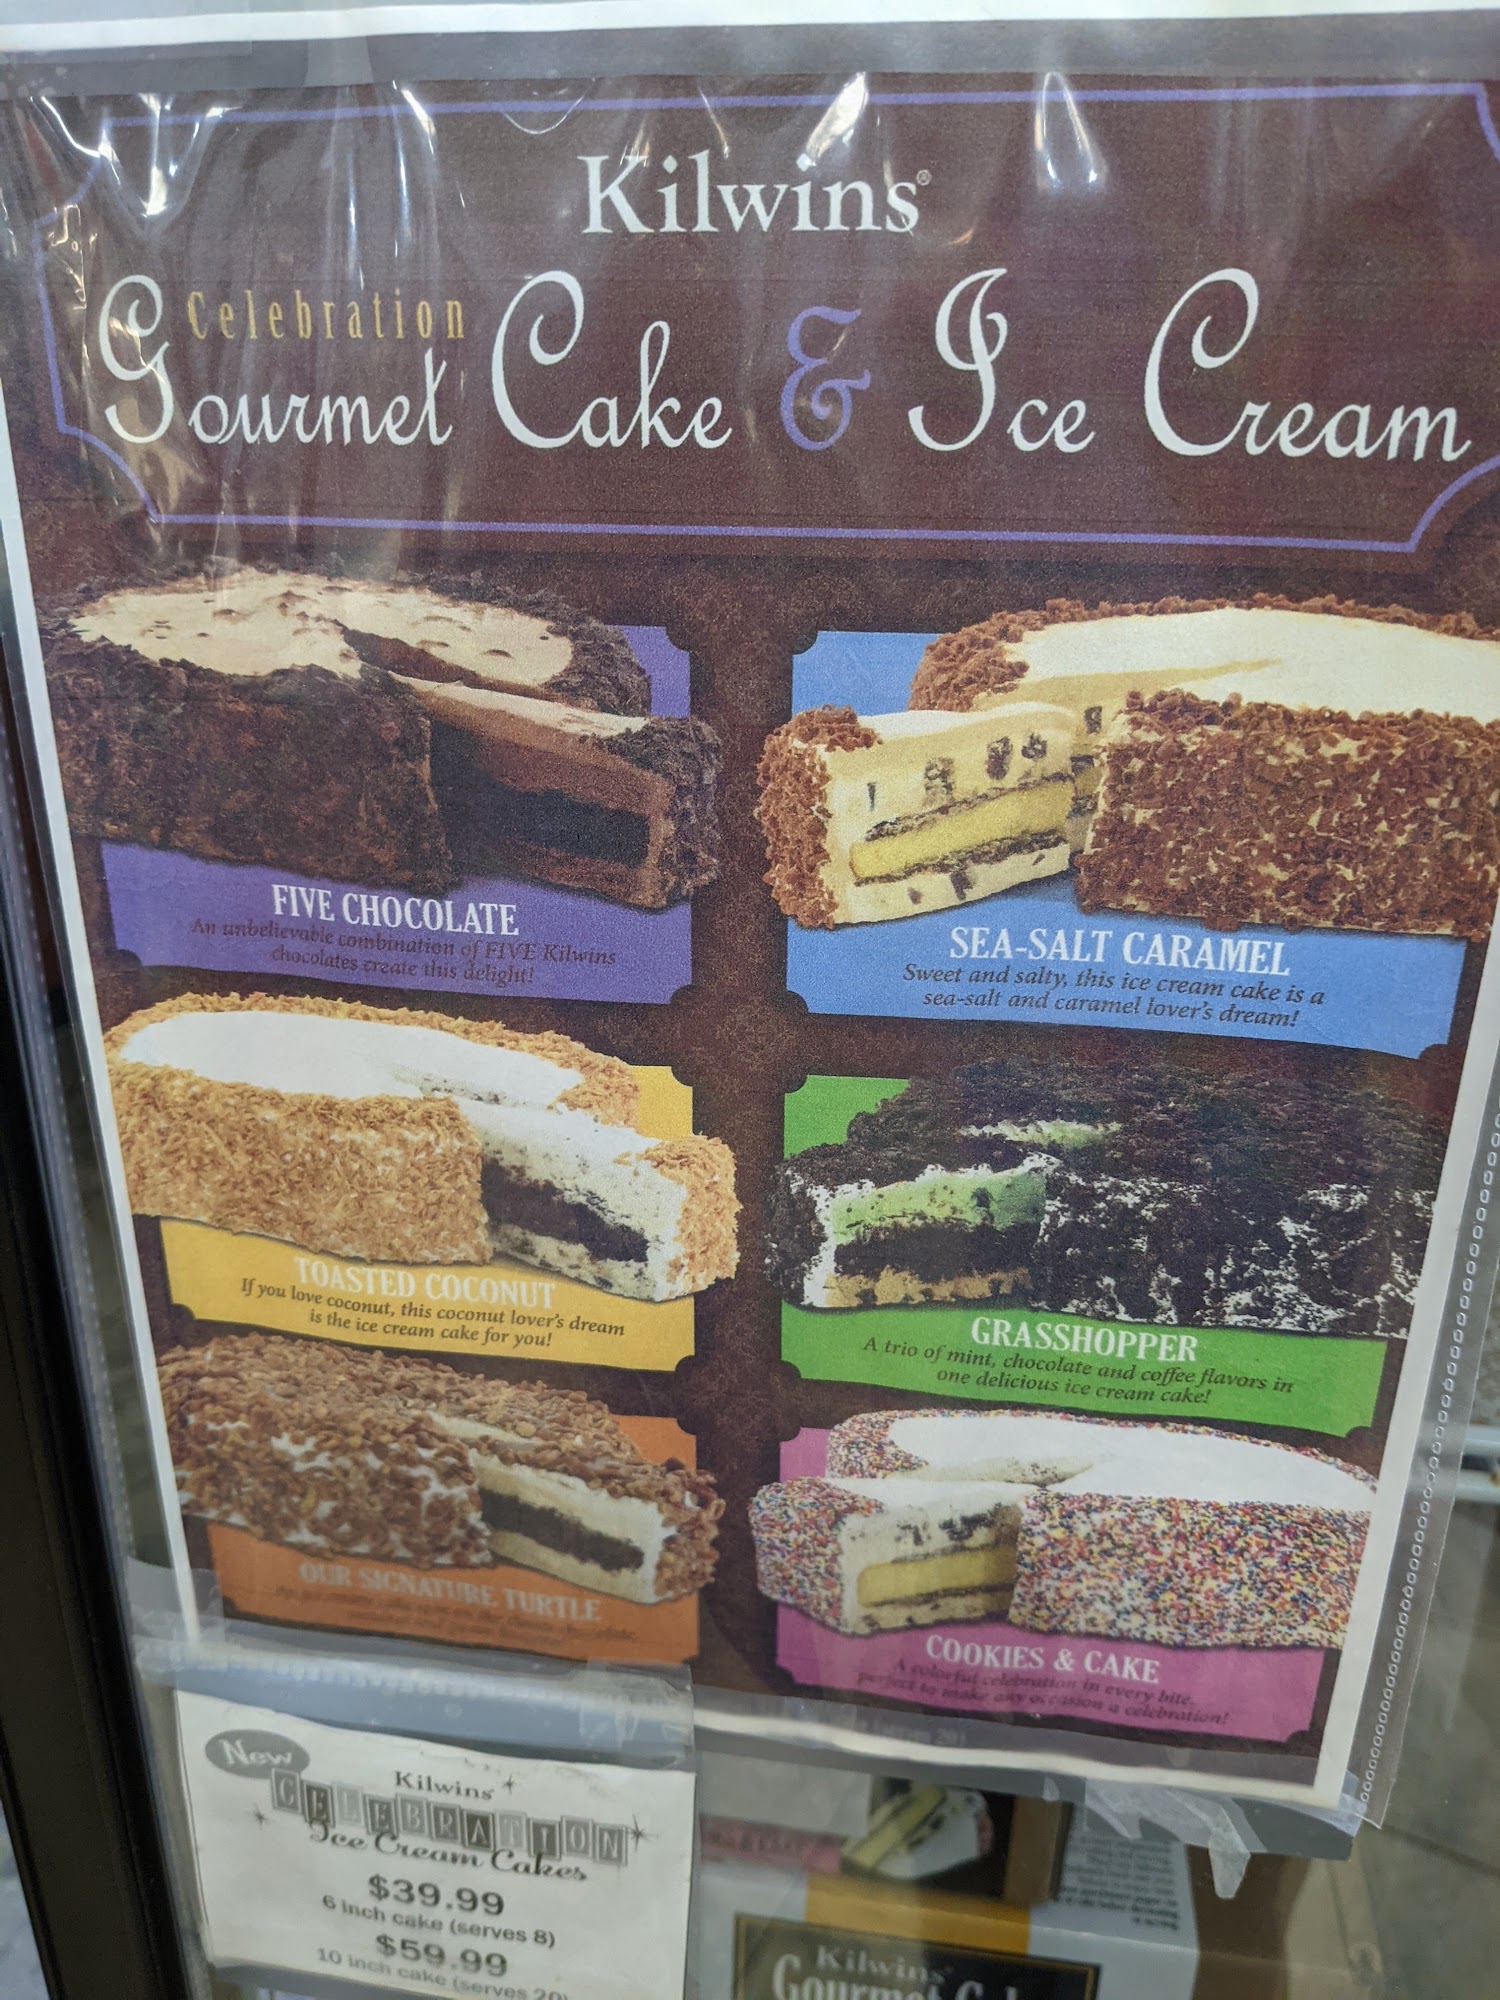 Kilwins®
Celebration
Gourmet Cake & Ice Cream
FIVE CHOCOLATE
An unbelievable combination of FIVE Kilwins
chocolates create this delight!
SEA-SALT CARAMEL
Sweet and salty, this ice cream cake is a
sea-salt and caramel lover's dream!
TOASTED COCONUT
If you love coconut, this coconut lover's dream
is the ice cream cake for you!
GRASSHOPPER
A trio of mint, chocolate and coffee flavors in
one delicious ice cream cake!
OUR SIGNATURE TURTLE
COOKIES & CAKE
A colorful celebration in every bite,
perfect to make any occasion a celebration!
New
Kilwins
CELEBRATION
Ice Cream Cakes
$39.99
6 inch cake (serves 8)
$59.99
10 inch cake (serves 20)
Kilwins
Gourmet